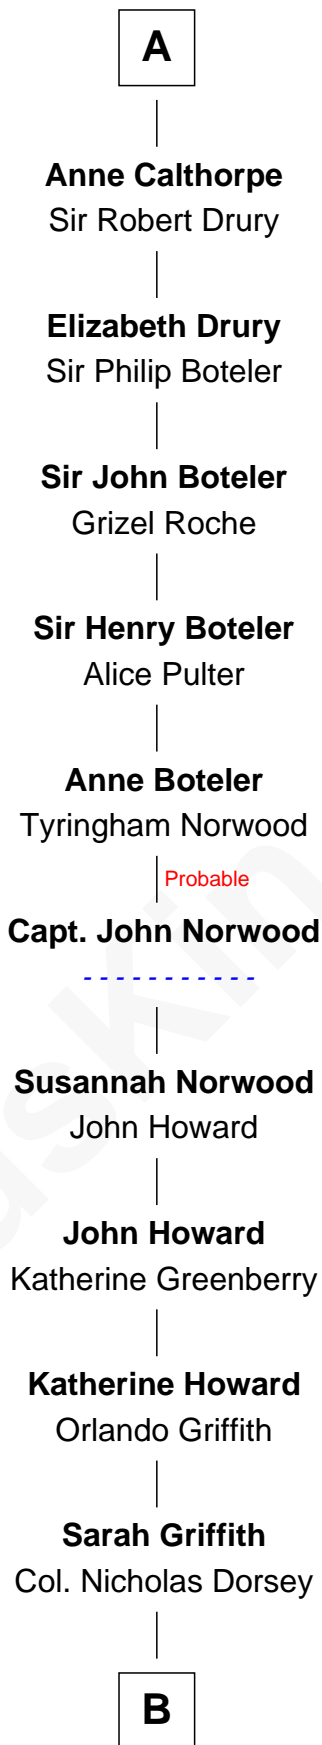 A
Anne Calthorpe
Sir Robert Drury
Elizabeth Drury
Sir Philip Boteler
Sir John Boteler
Grizel Roche
Sir Henry Boteler
Alice Pulter
Anne Boteler
Tyringham Norwood
Probable
Capt. John Norwood
- - - - - - - - - - -
Susannah Norwood
John Howard
John Howard
Katherine Greenberry
Katherine Howard
Orlando Griffith
Sarah Griffith
Col. Nicholas Dorsey
B